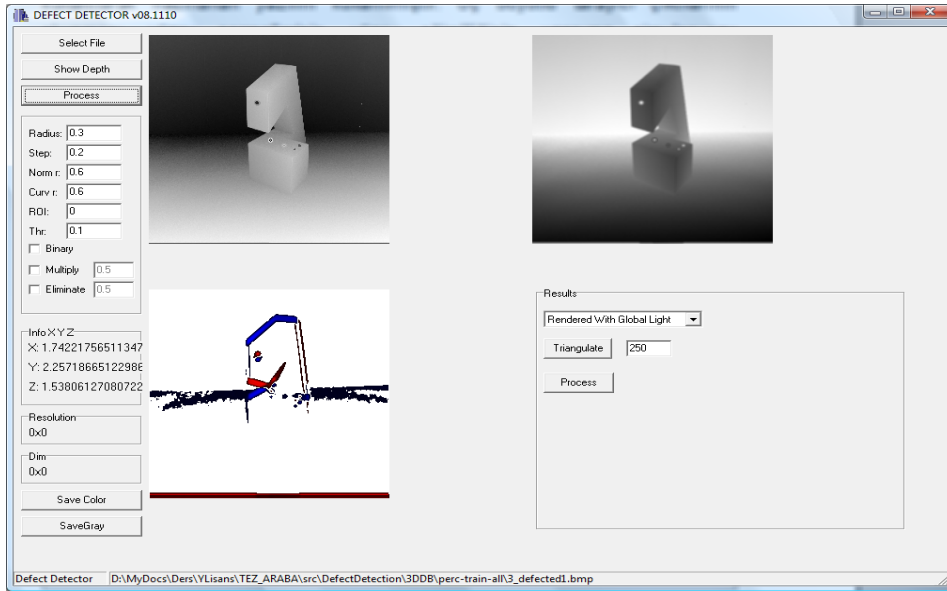 DEFECT DETECTOR v08.1110
Select File
Show Depth
Process
Radius: 0.3
Step: 0.2
Norm r: 0.6
Curv r: 0.6
ROI: 0
Thr: 0.1
Binary
Multiply 0.5
Eliminate 0.5
Info X Y Z
X: 1.74221756511347
Y: 2.25718665122986
Z: 1.53806127080722
Resolution
0x0
Dim
0x0
Save Color
SaveGray
Results
Rendered With Global Light
Triangulate 250
Process
Defect Detector D:\MyDocs\Ders\YLisans\TEZ_ARABA\src\DefectDetection\3DDB\perc-train-all\3_defected1.bmp